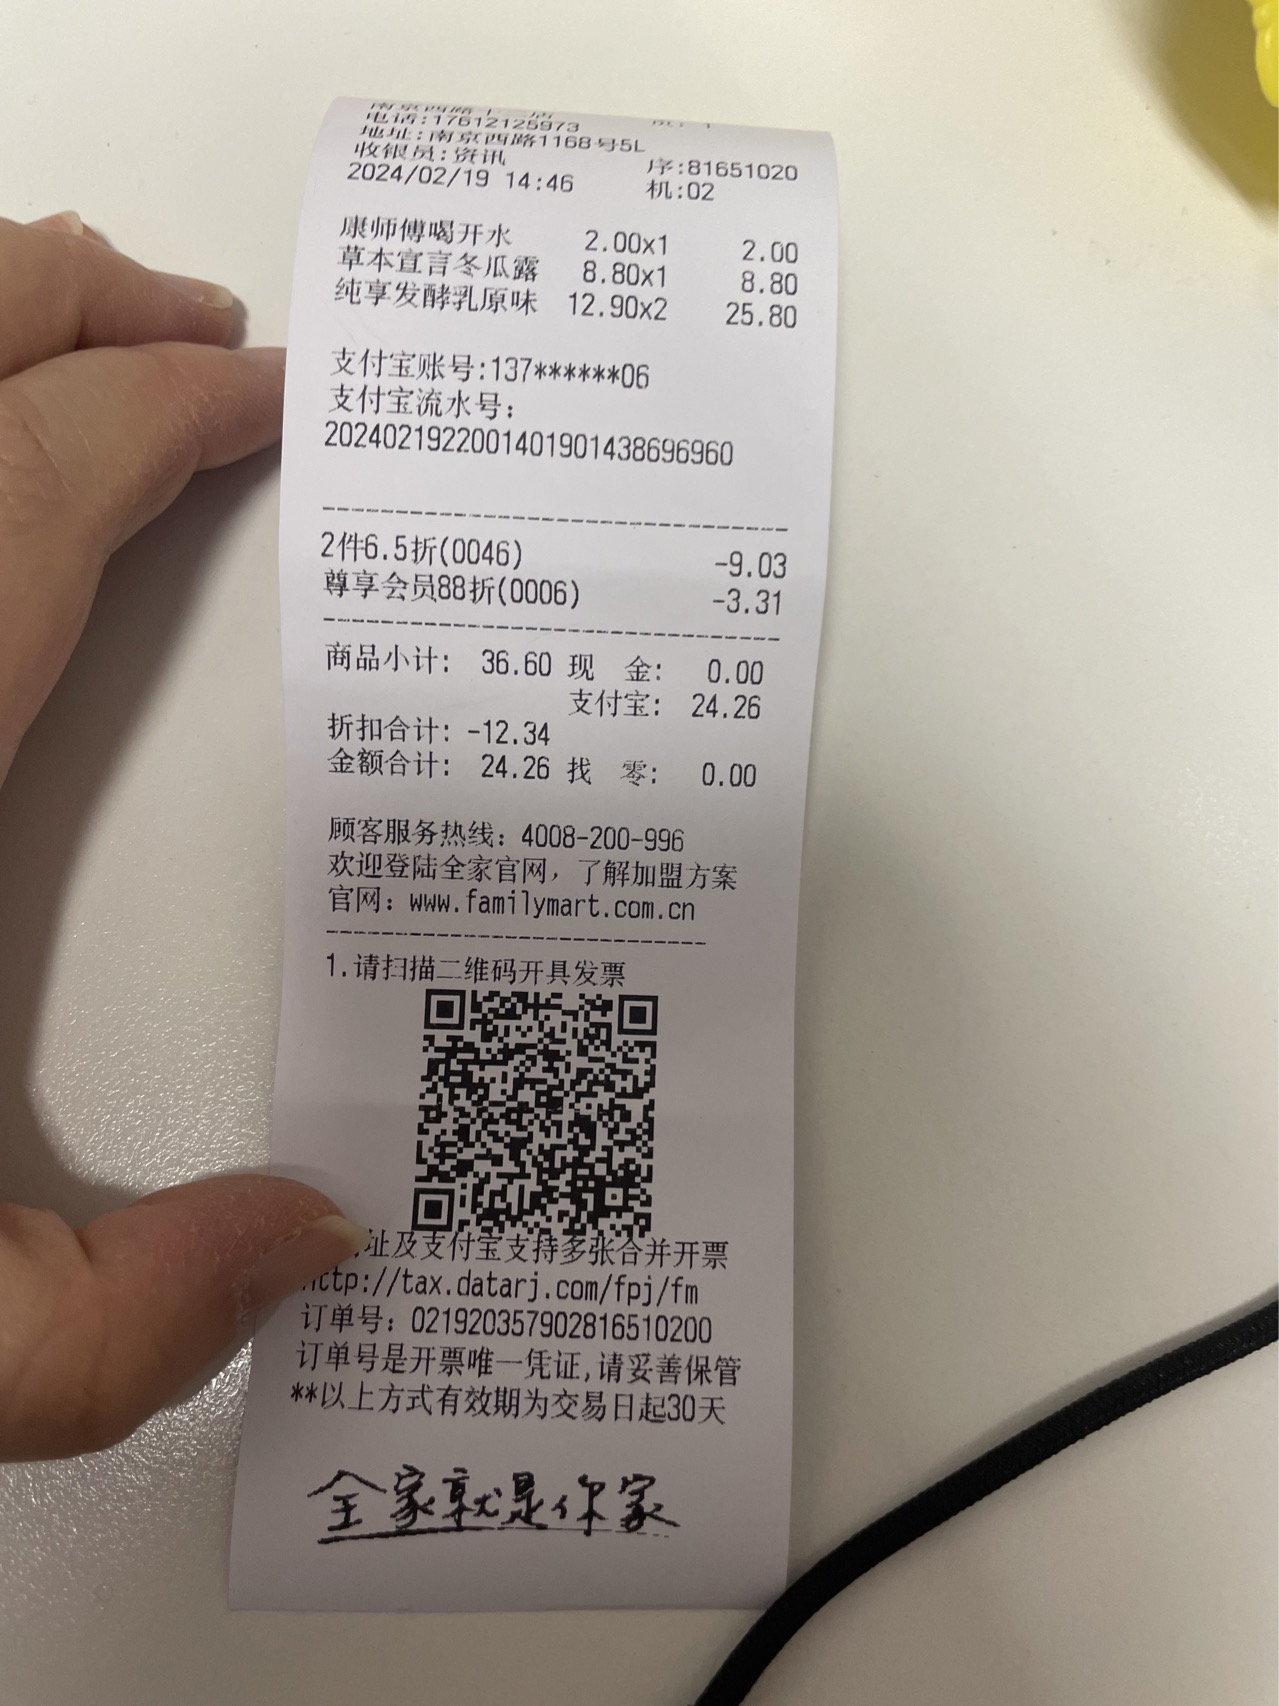 南京西路十一店
电话:17612125973
地址:南京西路1168号5L
收银员:资讯 序:81651020
2024/02/19 14:46 机:02
康师傅喝开水 2.00x1 2.00
草本宣言冬瓜露 8.80x1 8.80
纯享发酵乳原味 12.90x2 25.80
支付宝账号:137******06
支付宝流水号:
2024021922001401901438696960
2件6.5折(0046) -9.03
尊享会员88折(0006) -3.31
商品小计: 36.60 现 金: 0.00
支付宝: 24.26
折扣合计: -12.34
金额合计: 24.26 找 零: 0.00
顾客服务热线: 4008-200-996
欢迎登陆全家官网,了解加盟方案
官网: www.familymart.com.cn
1.请扫描二维码开具发票
址及支付宝支持多张合并开票
http://tax.datarj.com/fpj/fm
订单号: 021920357902816510200
订单号是开票唯一凭证,请妥善保管
**以上方式有效期为交易日起30天
全家就是你家